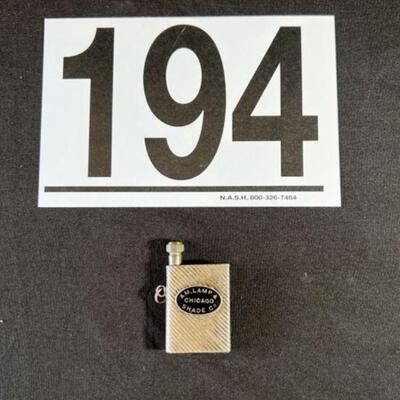 194
N.A.S.H. 800-326-7484
AM. LAMP &
CHICAGO
SHADE Co